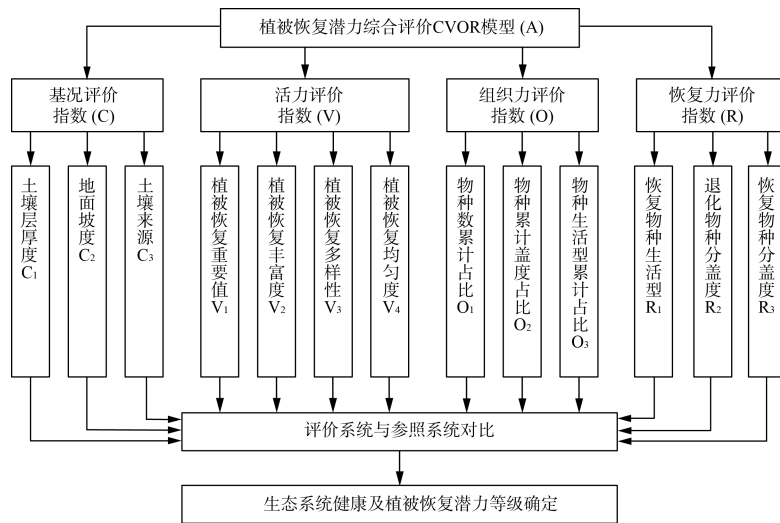 植被恢复潜力综合评价CVOR模型 (A)
基况评价
指数 (C)
活力评价
指数 (V)
组织力评价
指数 (O)
恢复力评价
指数 (R)
土壤层厚度C1
地面坡度C2
土壤来源C3
植被恢复重要值V1
植被恢复丰富度V2
植被恢复多样性V3
植被恢复均匀度V4
物种数累计占比O1
物种累计盖度占比O2
物种生活型累计占比O3
恢复物种生活型R1
退化物种分盖度R2
恢复物种分盖度R3
评价系统与参照系统对比
生态系统健康及植被恢复潜力等级确定